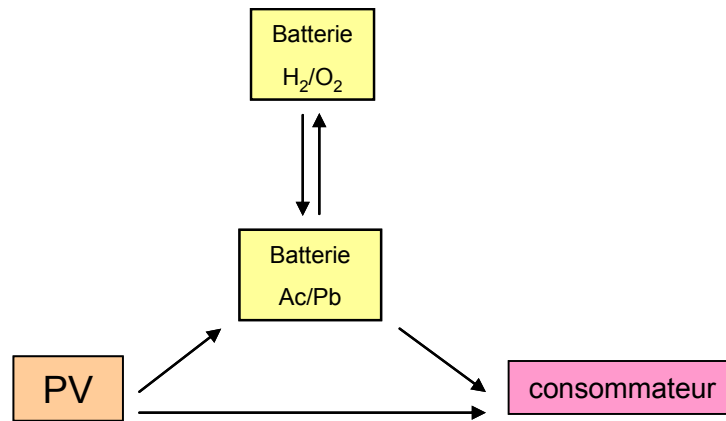 Batterie
H₂/O₂
Batterie
Ac/Pb
PV
consommateur